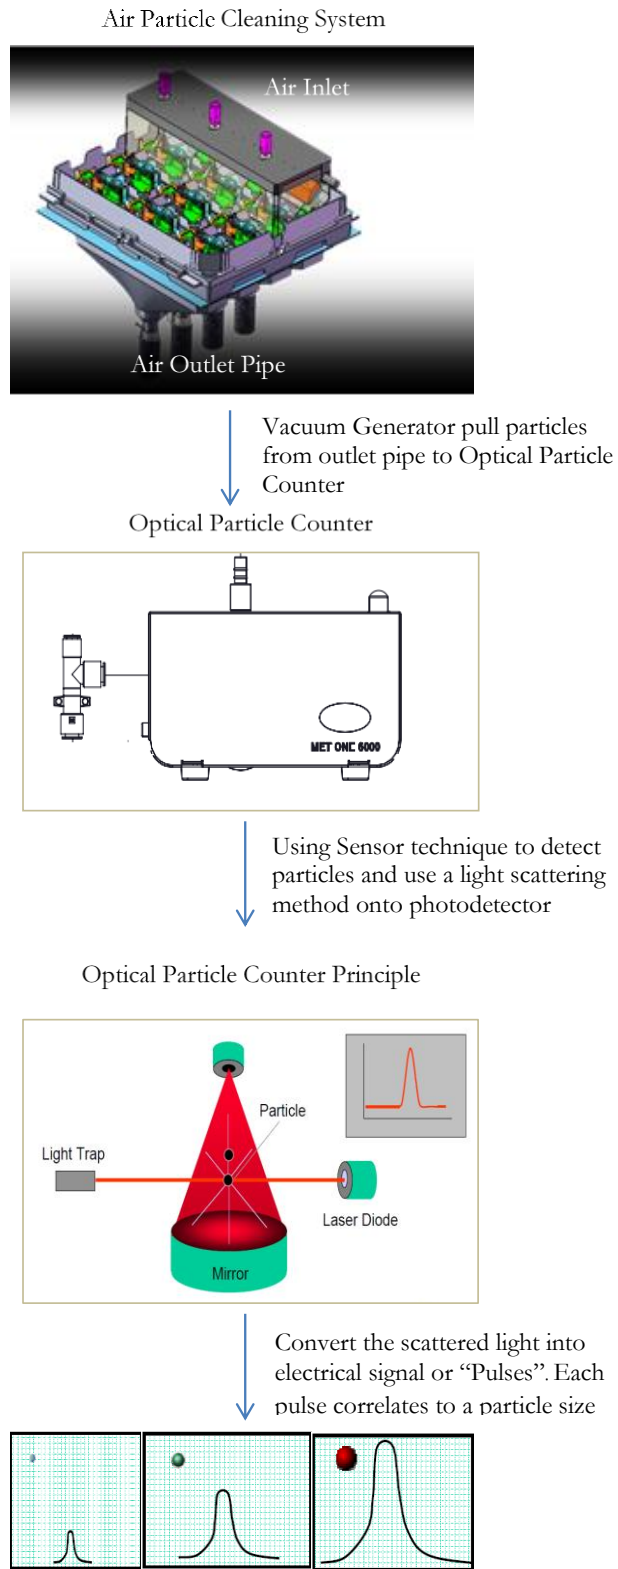 Air Particle Cleaning System
Air Inlet
Air Outlet Pipe
Vacuum Generator pull particles
from outlet pipe to Optical Particle
Counter
Optical Particle Counter
MET ONE 6000
Using Sensor technique to detect
particles and use a light scattering
method onto photodetector
Optical Particle Counter Principle
Particle
Light Trap
Laser Diode
Mirror
Convert the scattered light into
electrical signal or “Pulses”. Each
pulse correlates to a particle size